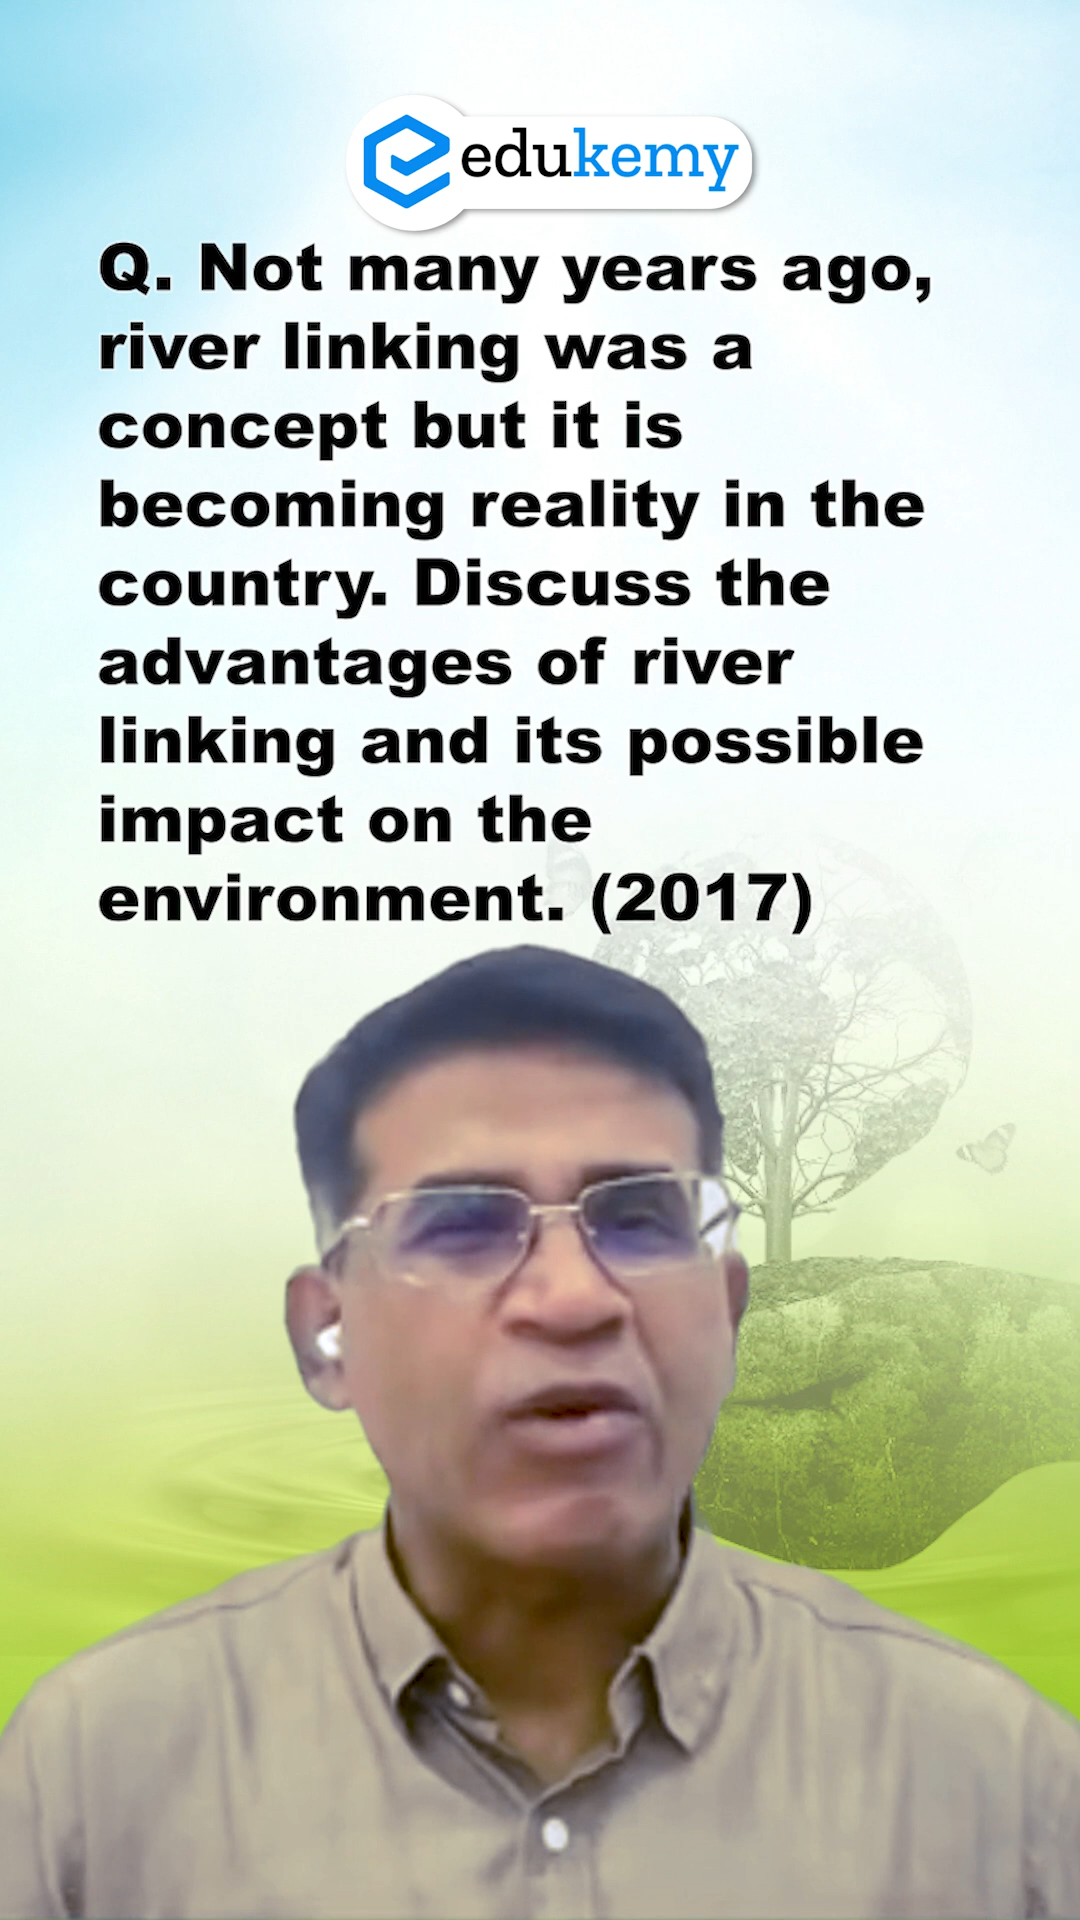 edukemy
Q. Not many years ago,
river linking was a
concept but it is
becoming reality in the
country. Discuss the
advantages of river
linking and its possible
impact on the
environment. (2017)